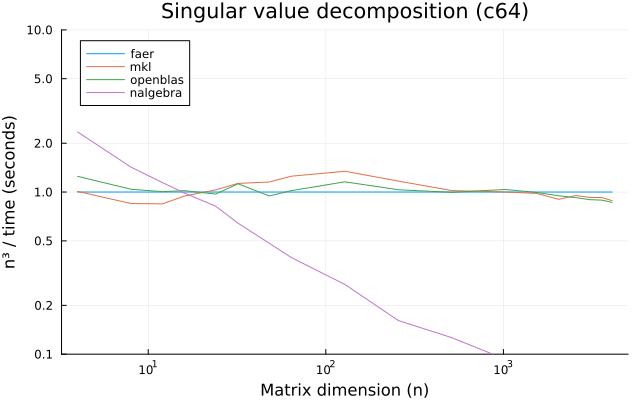 Singular value decomposition (c64)
n³ / time (seconds)
10.0
5.0
2.0
1.0
0.5
0.2
0.1
faer
mkl
openblas
nalgebra
10¹
10²
10³
Matrix dimension (n)